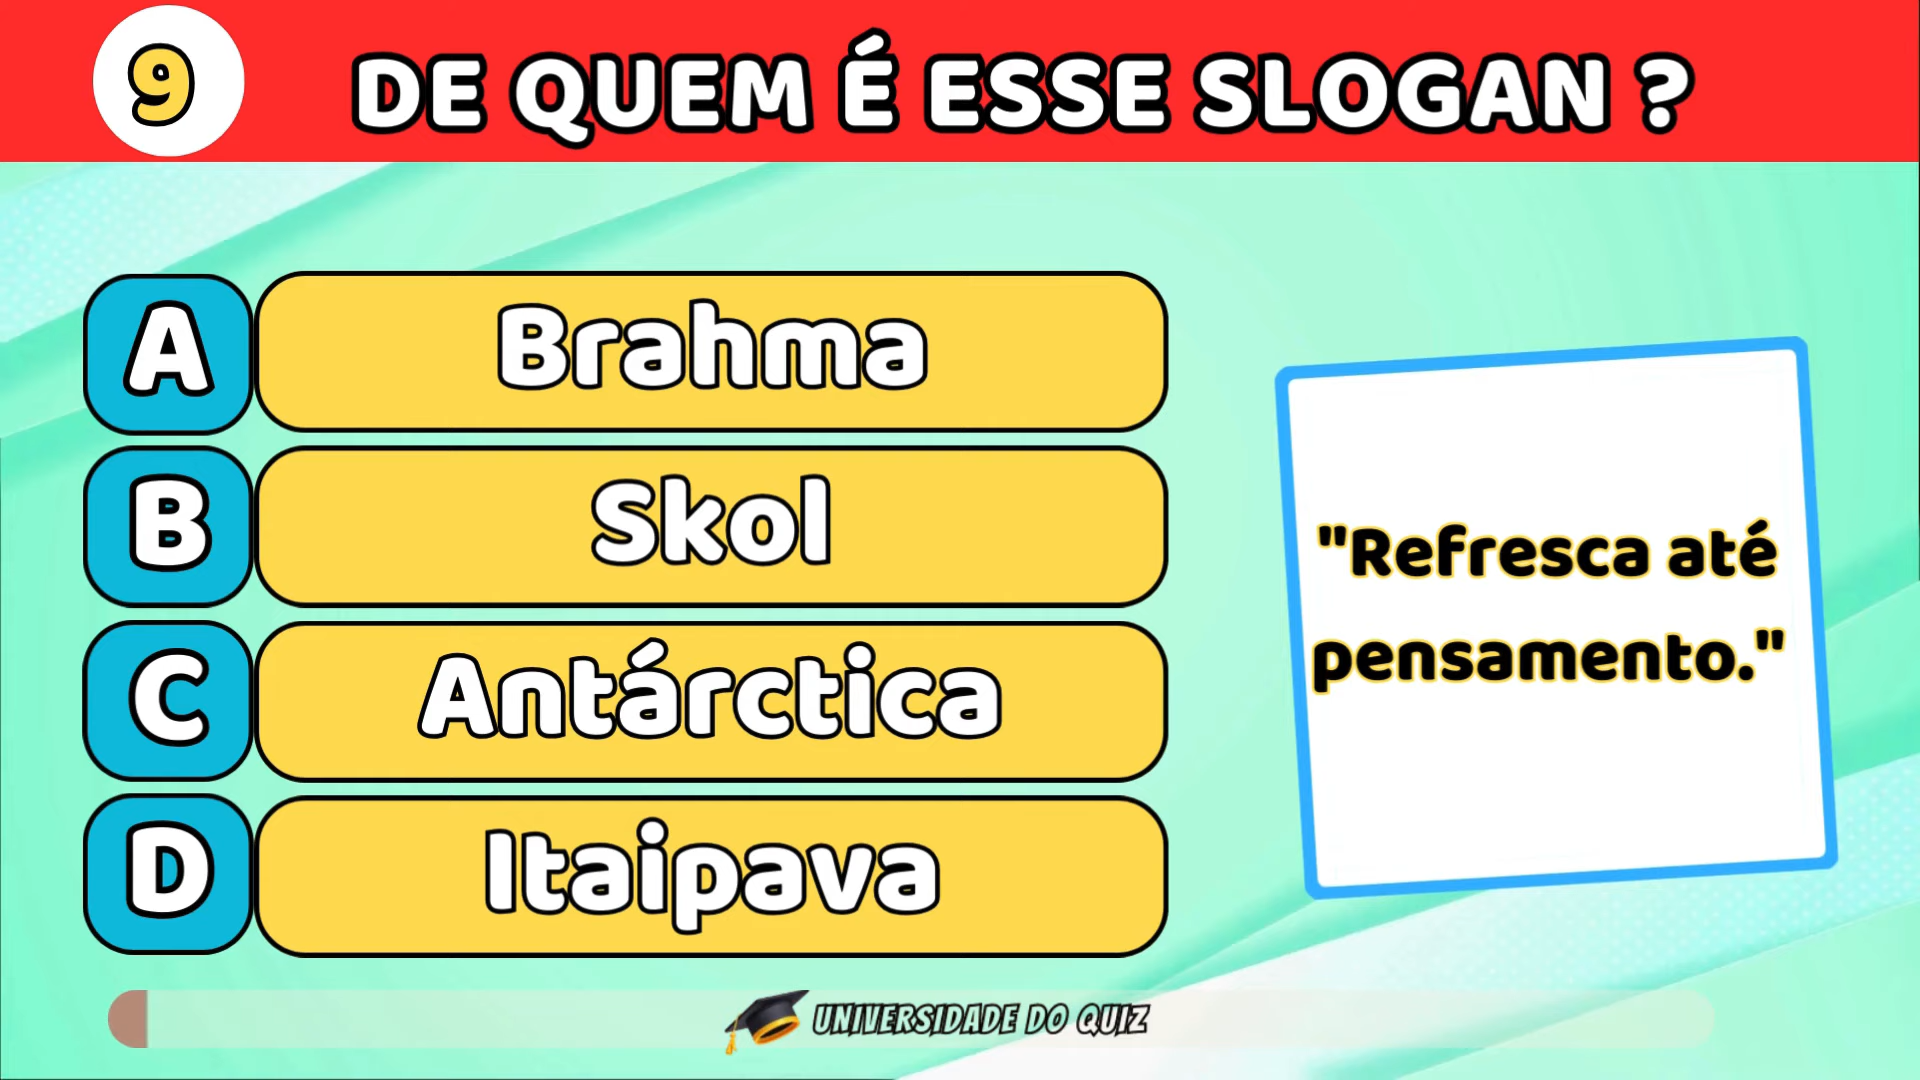 9
DE QUEM É ESSE SLOGAN ?
A
Brahma
B
Skol
C
Antárctica
D
Itaipava
"Refresca até
pensamento."
UNIVERSIDADE DO QUIZ